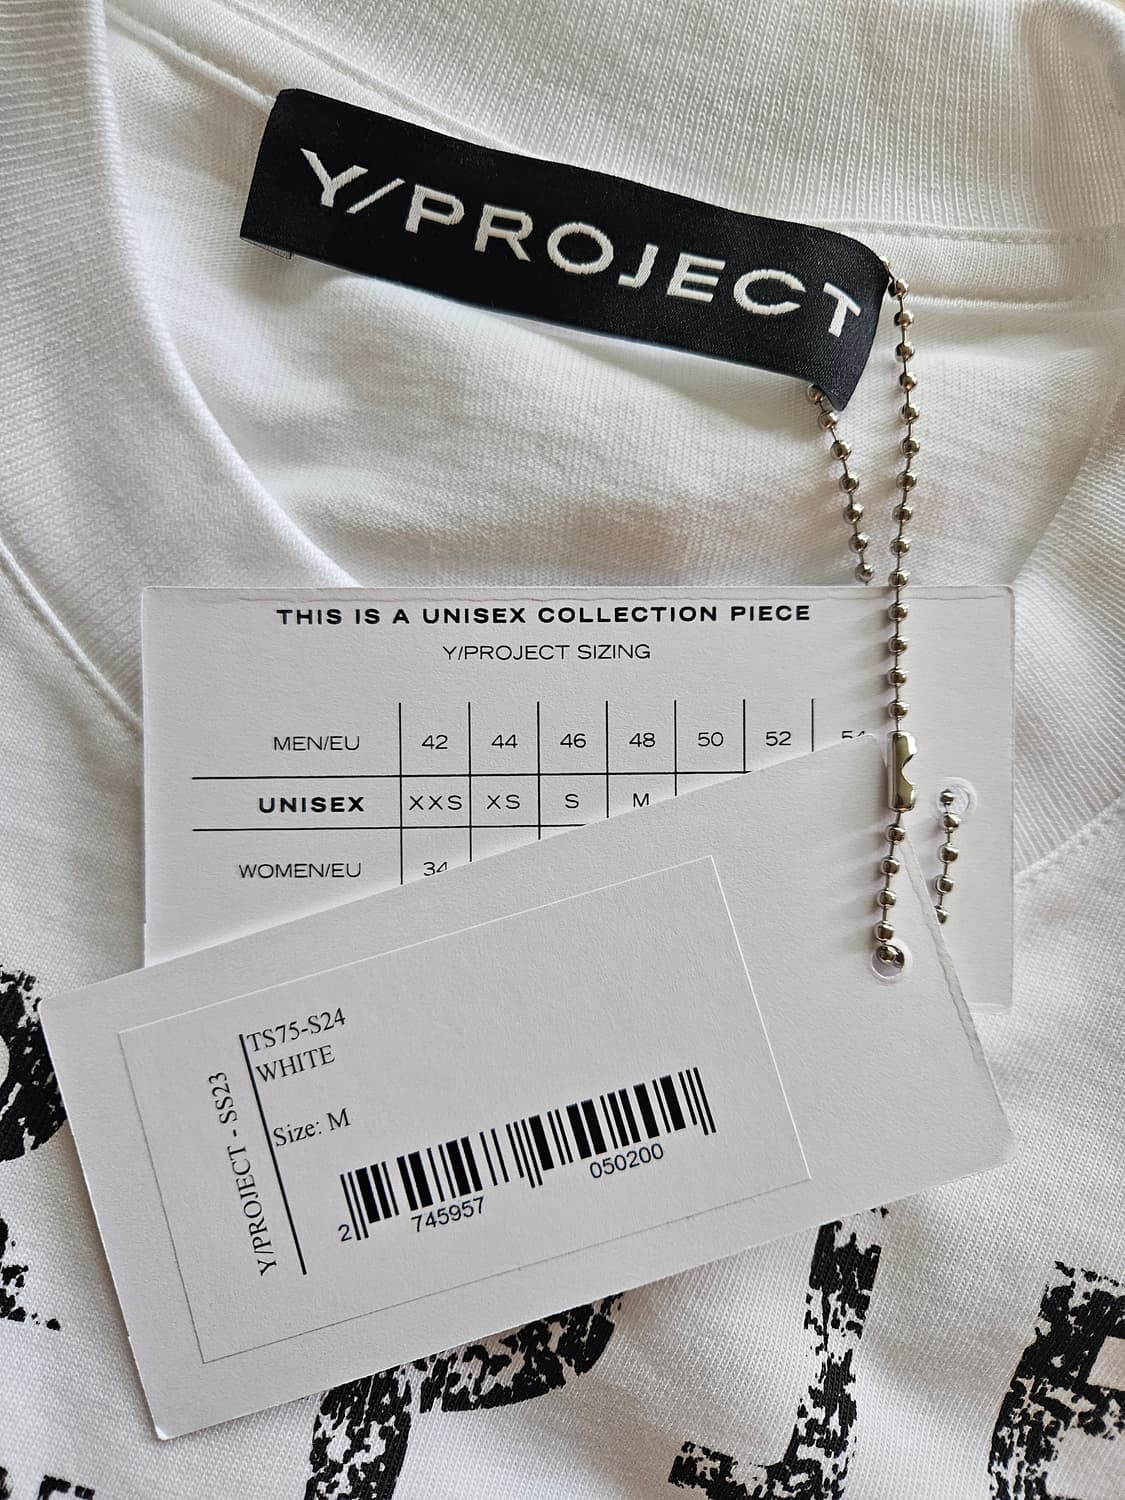 Y/PROJECT
THIS IS A UNISEX COLLECTION PIECE
Y/PROJECT SIZING
MEN/EU 42 44 46 48 50 52 54
UNISEX XXS XS S M
WOMEN/EU 34
Y/PROJECT - SS23
TS75-S24
WHITE
Size: M
2 745957 050200